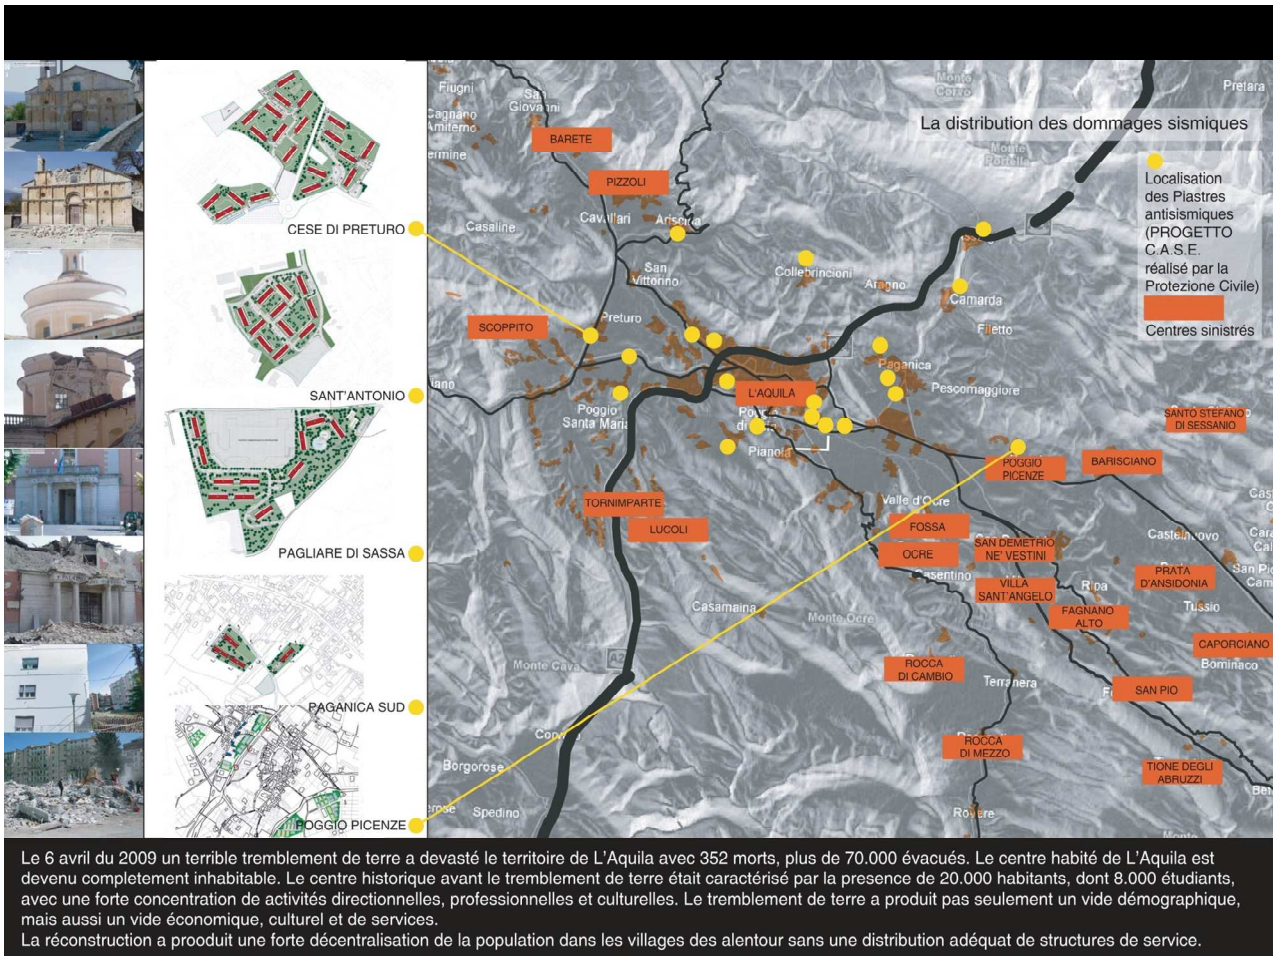 Fiugni
San
Giovanni
Cagnano
Amiterno
BARETE
PIZZOLI
Cavallari
Casaline
San
Vittorino
Monte
Corvo
Pretara
La distribution des dommages sismiques
Localisation
des Piastres
antisismiques
(PROGETTO
C.A.S.E.
réalisé par la
Protezione Civile)
Centres sinistrés
CESE DI PRETURO
SANT'ANTONIO
PAGLIARE DI SASSA
PAGANICA SUD
POGGIO PICENZE
Collebrincioni
Aragno
Camarda
Filetto
SCOPPITO
Preturo
Paganica
Pescomaggiore
Poggio
Santa Maria
L'AQUILA
Pianola
SANTO STEFANO
DI SESSANIO
POGGIO
PICENZE
BARISCIANO
TORNIMPARTE
LUCOLI
Valle d'Ocre
FOSSA
OCRE
Casentino
SAN DEMETRIO
NE' VESTINI
VILLA
SANT'ANGELO
Castelnuovo
PRATA
D'ANSIDONIA
Ripa
Tussio
FAGNANO
ALTO
CAPORCIANO
Bominaco
Casamaina
Monte Ocre
Monte Cava
ROCCA
DI CAMBIO
Terranera
SAN PIO
ROCCA
DI MEZZO
TIONE DEGLI
ABRUZZI
Borgorose
Spedino
Rovere
Monte
Le 6 avril du 2009 un terrible tremblement de terre a devasté le territoire de L'Aquila avec 352 morts, plus de 70.000 évacués. Le centre habité de L'Aquila est
devenu completement inhabitable. Le centre historique avant le tremblement de terre était caractérisé par la presence de 20.000 habitants, dont 8.000 étudiants,
avec une forte concentration de activités directionnelles, professionnelles et culturelles. Le tremblement de terre a produit pas seulement un vide démographique,
mais aussi un vide économique, culturel et de services.
La réconstruction a prooduit une forte décentralisation de la population dans les villages des alentour sans une distribution adéquat de structures de service.